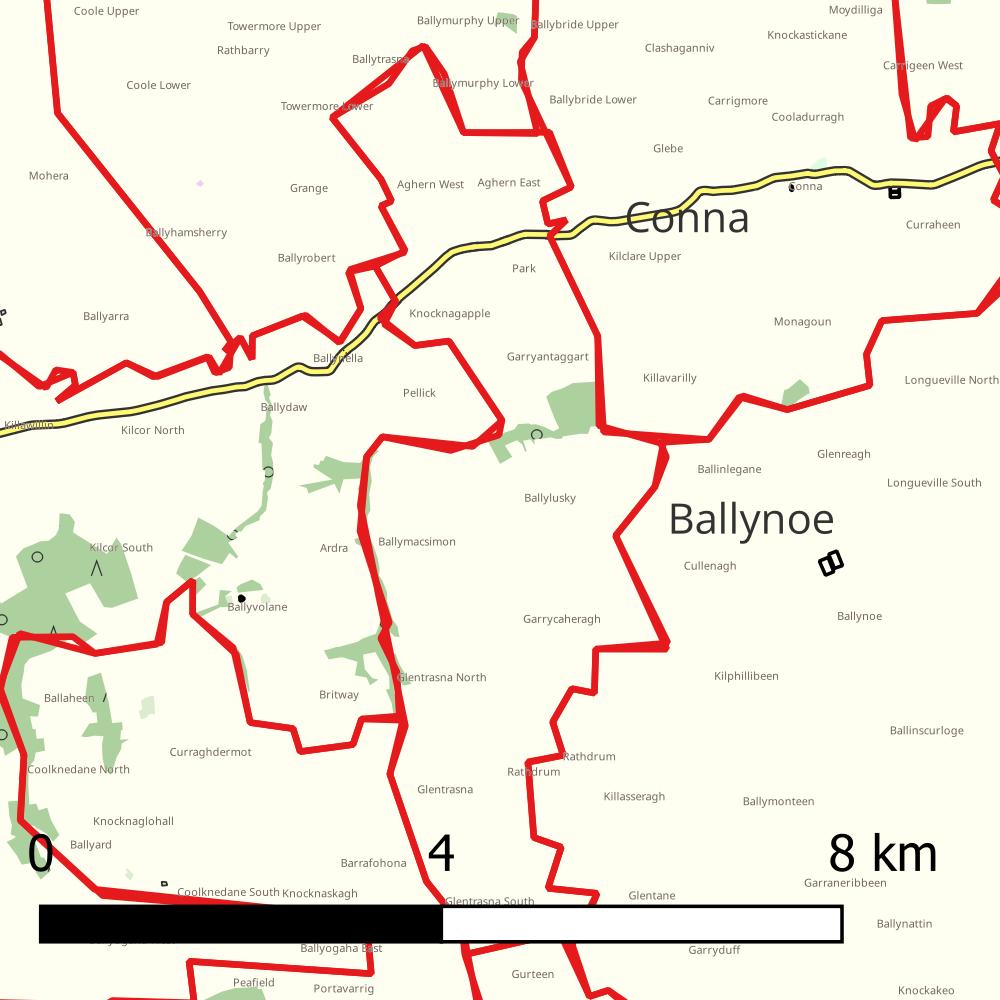 Coole Upper
Towermore Upper
Ballymurphy Upper
Ballybride Upper
Moydilliga
Knockastickane
Rathbarry
Ballytrasna
Clashaganniv
Carrigeen West
Coole Lower
Ballymurphy Lower
Towermore Lower
Ballybride Lower
Carrigmore
Cooladurragh
Glebe
Mohera
Grange
Aghern West
Aghern East
Conna
Conna
Ballyhamsherry
Curraheen
Ballyrobert
Park
Kilclare Upper
Ballyarra
Knocknagapple
Monagoun
Ballynella
Garryantaggart
Killavarilly
Longueville North
Pellick
Ballydaw
Killawillin
Kilcor North
Glenreagh
Ballinlegane
Longueville South
Ballylusky
Ballynoe
Kilcor South
Ardra
Ballymacsimon
Cullenagh
Ballyvolane
Garrycaheragh
Ballynoe
Glentrasna North
Kilphillibeen
Ballaheen
Britway
Ballinscurloge
Curraghdermot
Rathdrum
Coolknedane North
Rathdrum
Glentrasna
Killasseragh
Ballymonteen
Knocknaglohall
Ballyard
0 4 8 km
Barrafohona
Garraneribbeen
Coolknedane South
Knocknaskagh
Glentane
Glentrasna South
Ballynattin
Ballyogaha East
Garryduff
Gurteen
Peafield
Portavarrig
Knockakeo